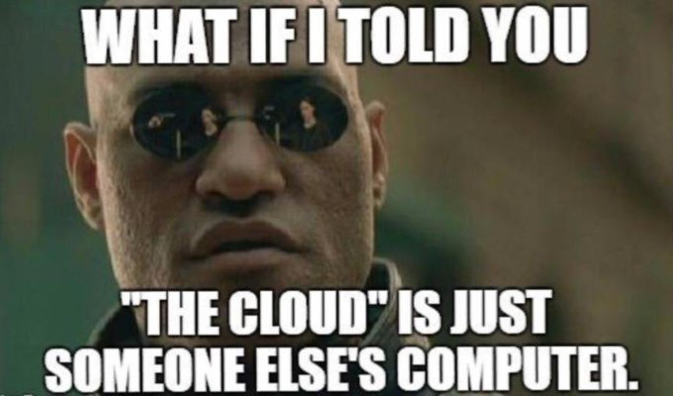 WHAT IF I TOLD YOU
"THE CLOUD" IS JUST
SOMEONE ELSE'S COMPUTER.